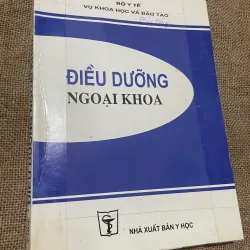 BỘ Y TẾ
VỤ KHOA HỌC VÀ ĐÀO TẠO
ĐIỀU DƯỠNG
NGOẠI KHOA
NHÀ XUẤT BẢN Y HỌC